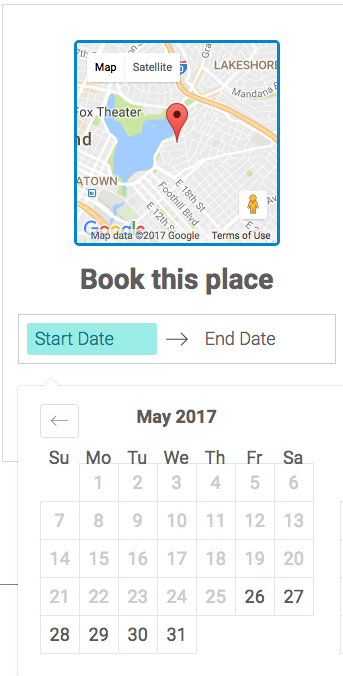 Map Satellite
LAKESHORE
Mandana
Gra
Fox Theater
nd
ATOWN
E 18th St
Foothill Blvd
E 12th St
Av
Google
Map data ©2017 Google Terms of Use
Book this place
Start Date → End Date
← May 2017
Su Mo Tu We Th Fr Sa
1 2 3 4 5 6
7 8 9 10 11 12 13
14 15 16 17 18 19 20
21 22 23 24 25 26 27
28 29 30 31